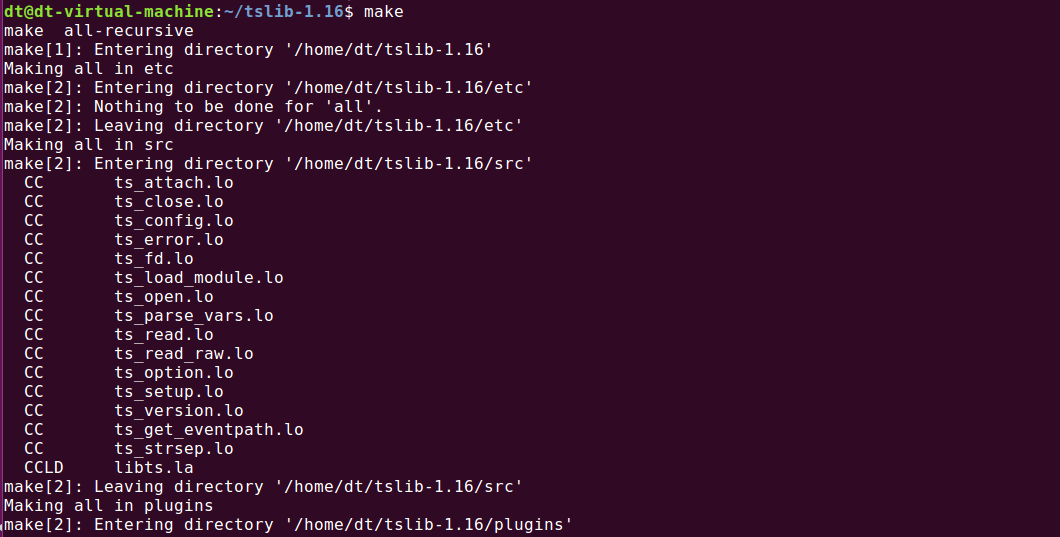 dt@dt-virtual-machine:~/tslib-1.16$ make
make  all-recursive
make[1]: Entering directory '/home/dt/tslib-1.16'
Making all in etc
make[2]: Entering directory '/home/dt/tslib-1.16/etc'
make[2]: Nothing to be done for 'all'.
make[2]: Leaving directory '/home/dt/tslib-1.16/etc'
Making all in src
make[2]: Entering directory '/home/dt/tslib-1.16/src'
  CC       ts_attach.lo
  CC       ts_close.lo
  CC       ts_config.lo
  CC       ts_error.lo
  CC       ts_fd.lo
  CC       ts_load_module.lo
  CC       ts_open.lo
  CC       ts_parse_vars.lo
  CC       ts_read.lo
  CC       ts_read_raw.lo
  CC       ts_option.lo
  CC       ts_setup.lo
  CC       ts_version.lo
  CC       ts_get_eventpath.lo
  CC       ts_strsep.lo
  CCLD     libts.la
make[2]: Leaving directory '/home/dt/tslib-1.16/src'
Making all in plugins
make[2]: Entering directory '/home/dt/tslib-1.16/plugins'